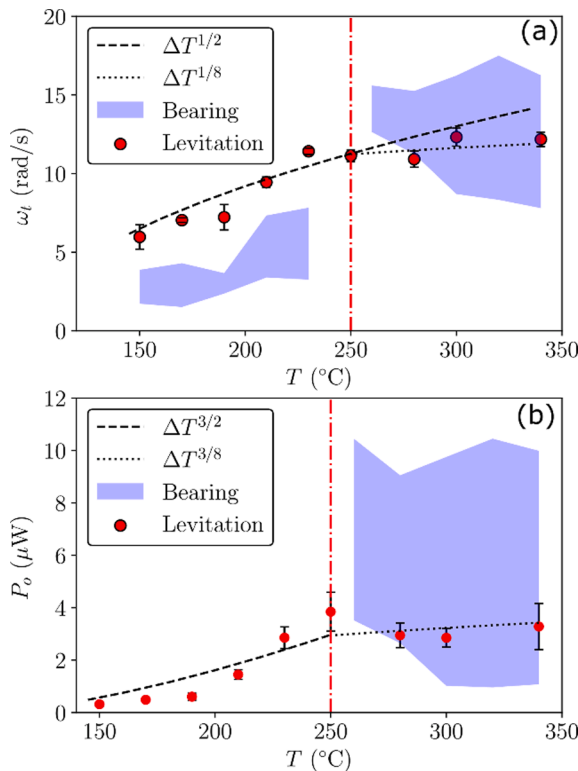 (a)
ΔT^{1/2}
ΔT^{1/8}
Bearing
Levitation
20
15
10
5
0
ω_l (rad/s)
150 200 250 300 350
T (°C)
(b)
ΔT^{3/2}
ΔT^{3/8}
Bearing
Levitation
12
10
8
6
4
2
0
P_o (μW)
150 200 250 300 350
T (°C)